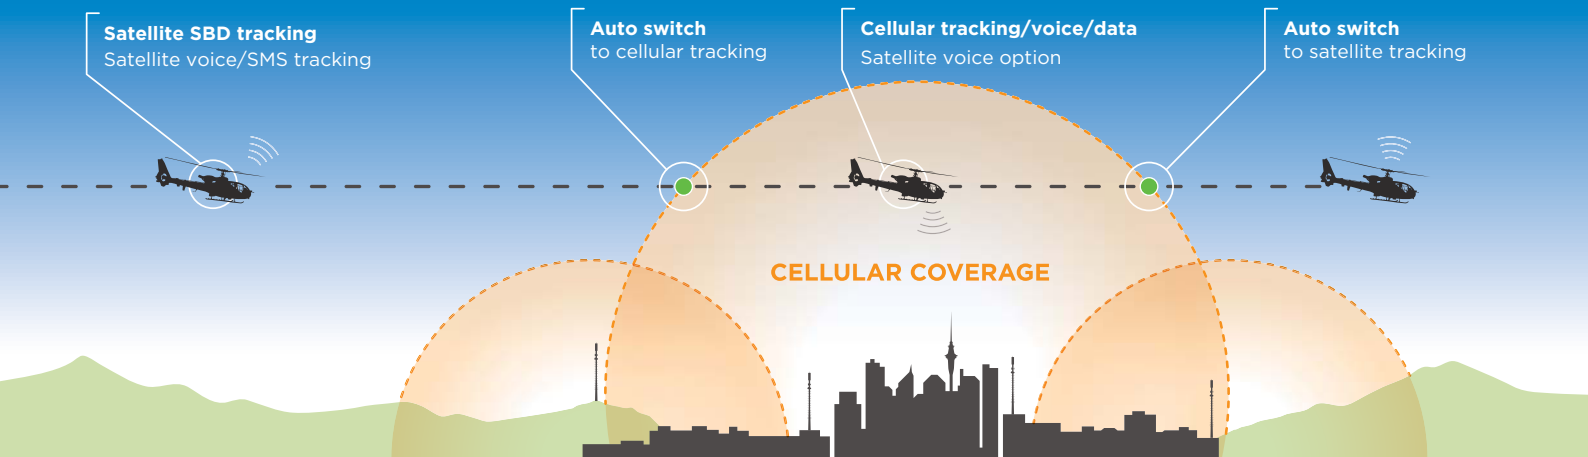 Satellite SBD tracking
Satellite voice/SMS tracking
Auto switch
to cellular tracking
Cellular tracking/voice/data
Satellite voice option
Auto switch
to satellite tracking
CELLULAR COVERAGE